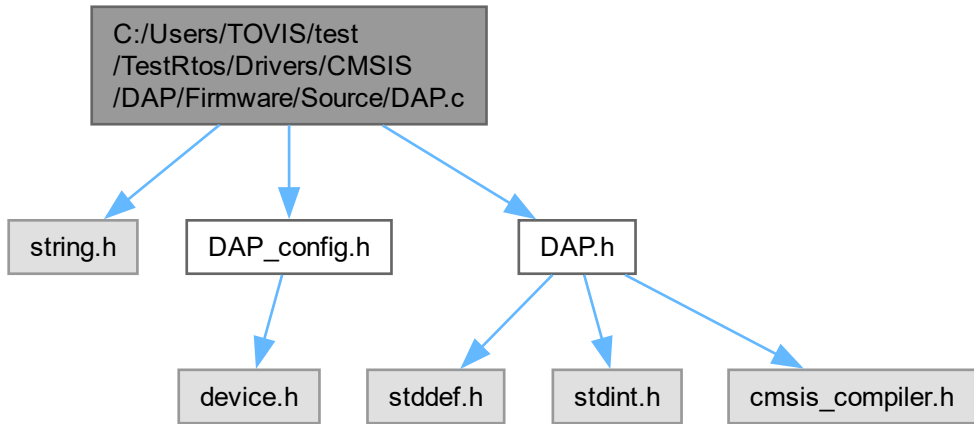 C:/Users/TOVIS/test
/TestRtos/Drivers/CMSIS
/DAP/Firmware/Source/DAP.c
string.h
DAP_config.h
DAP.h
device.h
stddef.h
stdint.h
cmsis_compiler.h